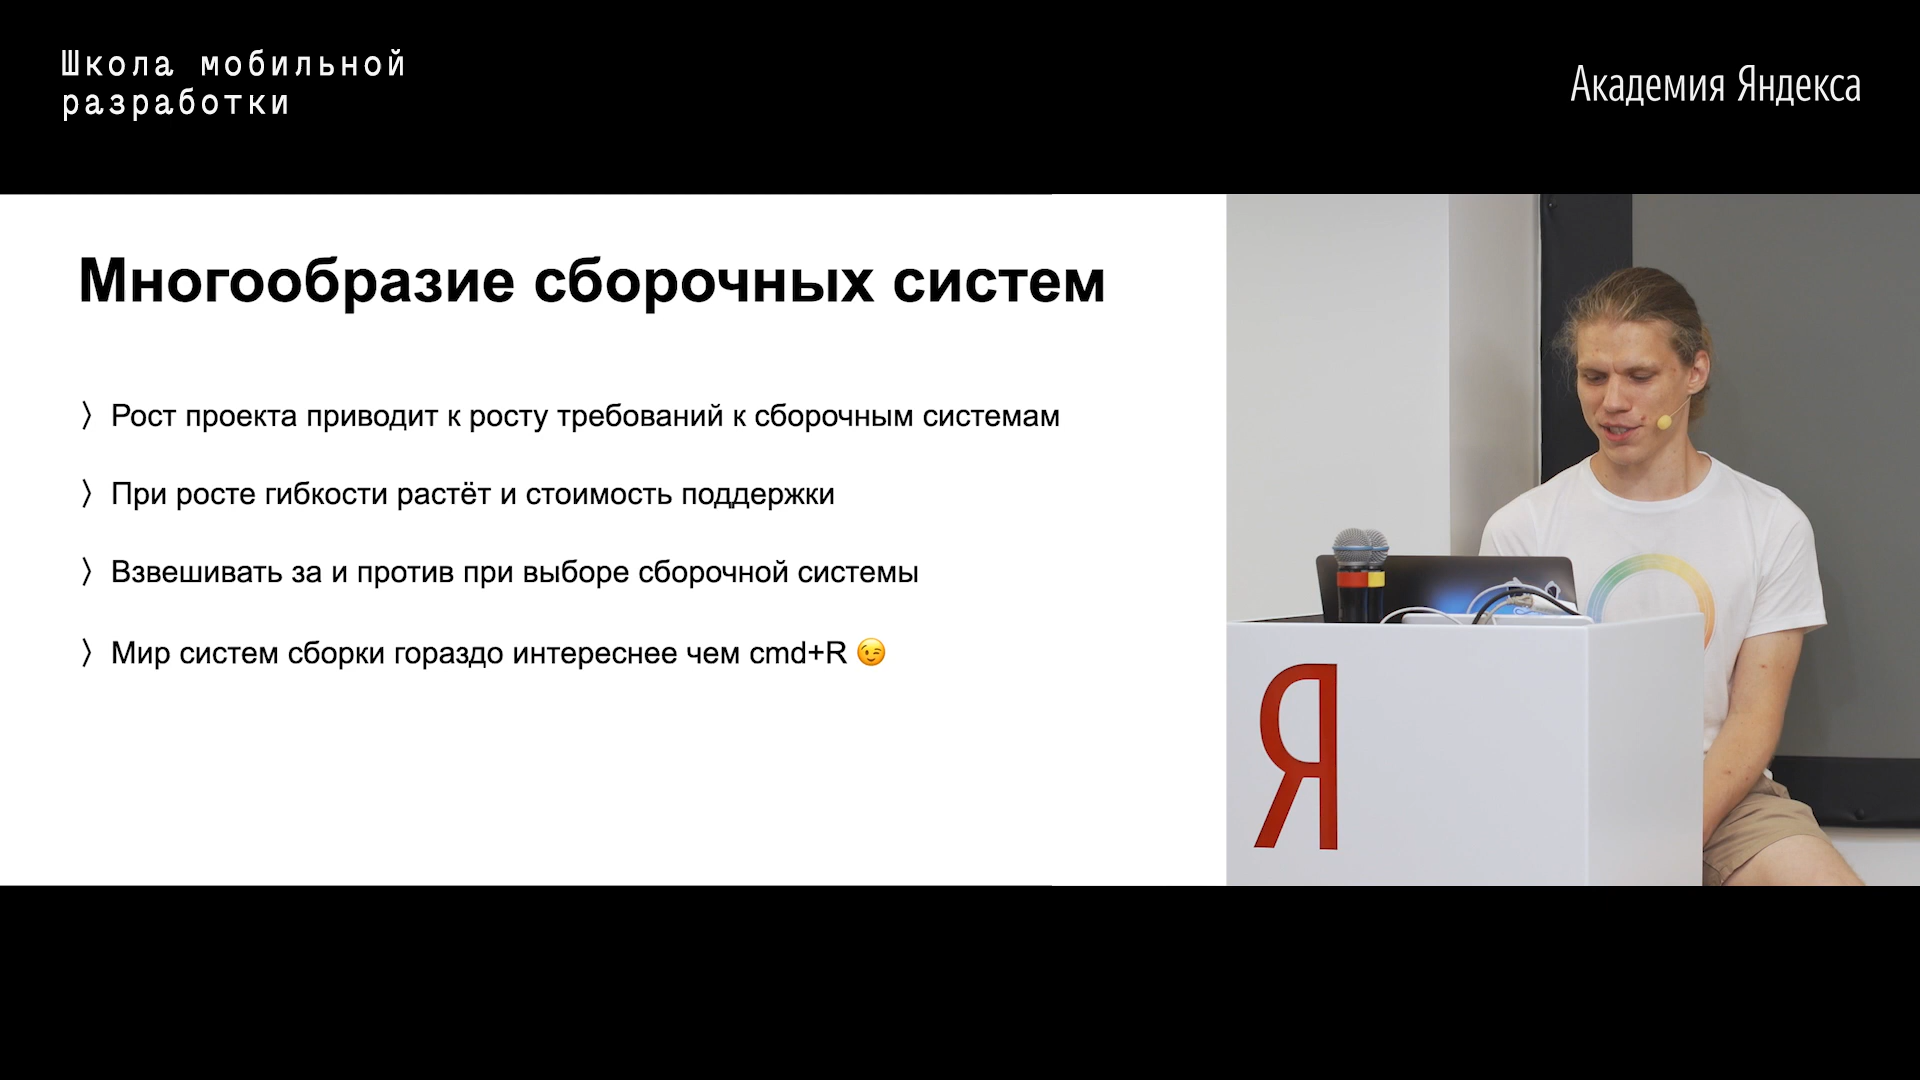 Школа мобильной
разработки
Академия Яндекса
Многообразие сборочных систем
〉Рост проекта приводит к росту требований к сборочным системам
〉При росте гибкости растёт и стоимость поддержки
〉Взвешивать за и против при выборе сборочной системы
〉Мир систем сборки гораздо интереснее чем cmd+R 😉
Я